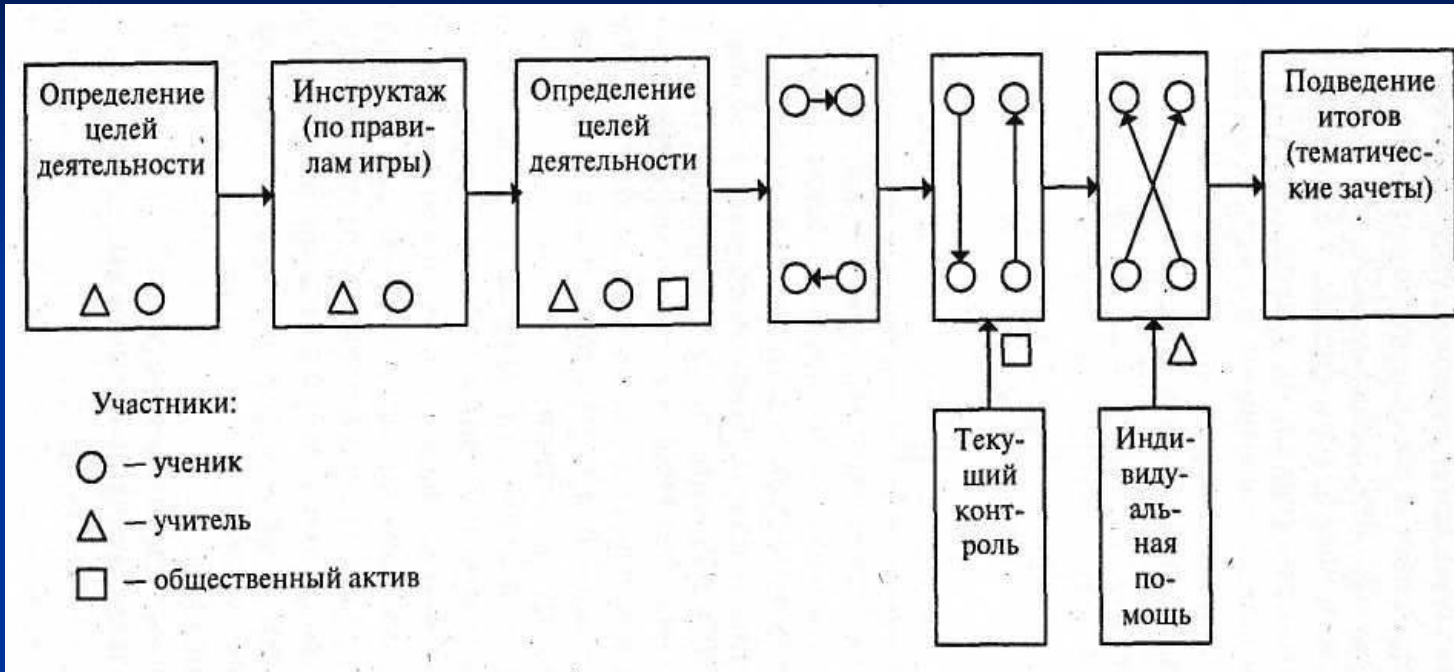 Определение
целей
деятельности
Инструктаж
(по прави-
лам игры)
Определение
целей
деятельности
Подведение
итогов
(тематичес-
кие зачеты)
Участники:
— ученик
— учитель
— общественный актив
Теку-
ший
конт-
роль
Инди-
виду-
аль-
ная
по-
мощь